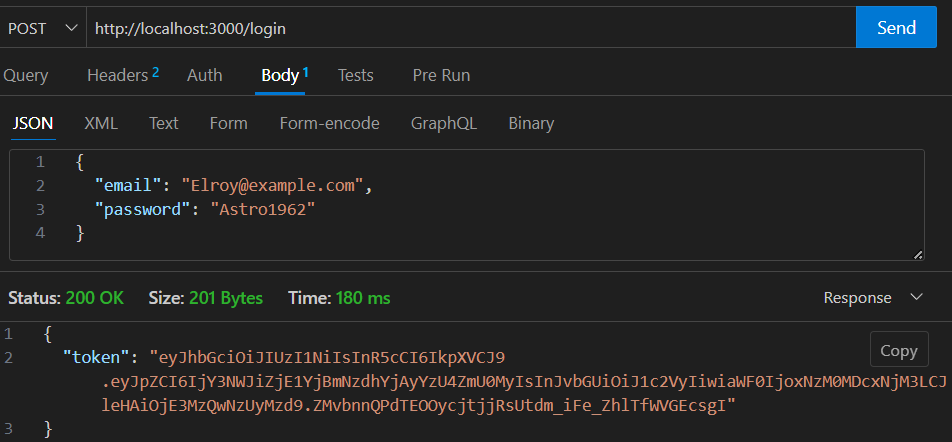 POST http://localhost:3000/login Send
Query Headers 2 Auth Body 1 Tests Pre Run
JSON XML Text Form Form-encode GraphQL Binary
1 {
2 "email": "Elroy@example.com",
3 "password": "Astro1962"
4 }
Status: 200 OK Size: 201 Bytes Time: 180 ms Response
1 {
2 "token": "eyJhbGciOiJIUzI1NiIsInR5cCI6IkpXVCJ9
.eyJpZCI6IjY3NWJiZjE1YjBmNzdhYjAyYzU4ZmU0MyIsInJvbGUiOiJ1c2VyIiwiaWF0IjoxNzM0MDcxNjM3LCJ
leHAiOjE3MzQwNzUyMzd9.ZMvbnnQPdTEOOycjtjjRsUtdm_iFe_ZhlTfWVGEcsgI"
3 }
Copy